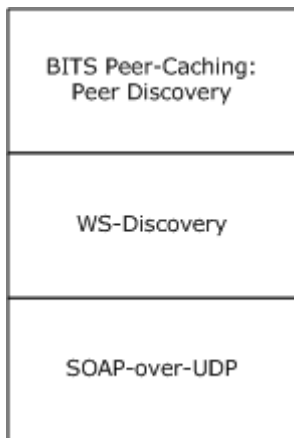 BITS Peer-Caching:
Peer Discovery
WS-Discovery
SOAP-over-UDP